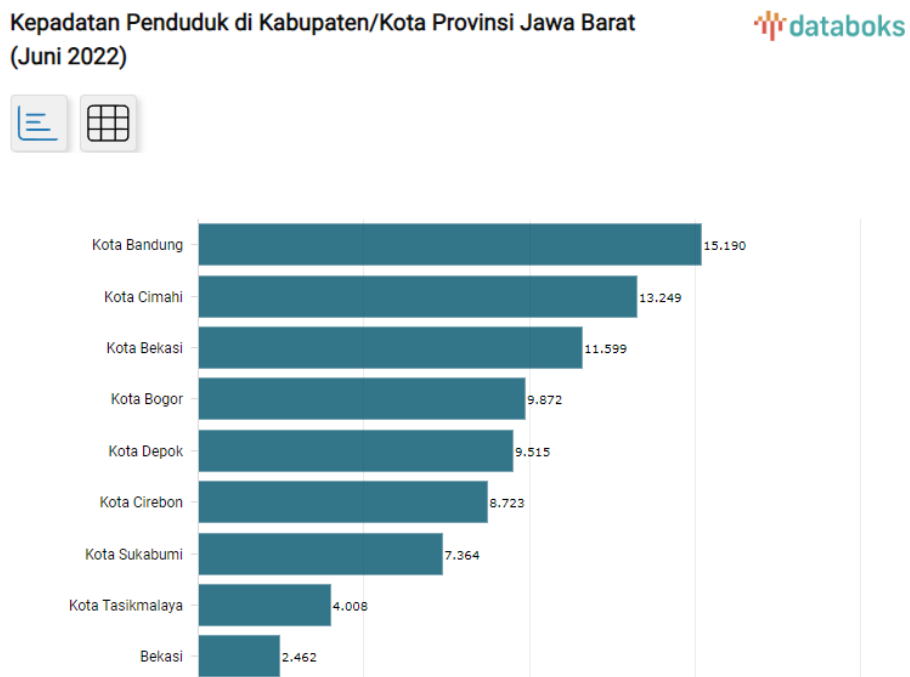 Kepadatan Penduduk di Kabupaten/Kota Provinsi Jawa Barat
(Juni 2022)
databoks
Kota Bandung 15.190
Kota Cimahi 13.249
Kota Bekasi 11.599
Kota Bogor 9.872
Kota Depok 9.515
Kota Cirebon 8.723
Kota Sukabumi 7.364
Kota Tasikmalaya 4.008
Bekasi 2.462